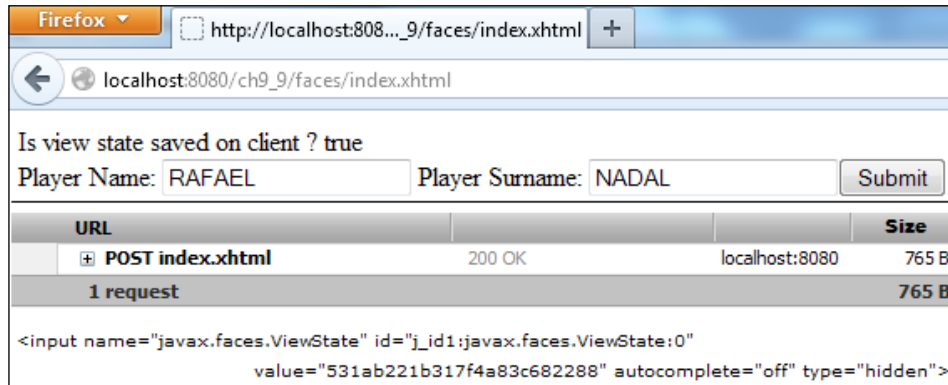 Firefox
http://localhost:808..._9/faces/index.xhtml
localhost:8080/ch9_9/faces/index.xhtml
Is view state saved on client ? true
Player Name: RAFAEL Player Surname: NADAL Submit
URL Size
POST index.xhtml 200 OK localhost:8080 765 B
1 request 765 B
<input name="javax.faces.ViewState" id="j_id1:javax.faces.ViewState:0"
value="531ab221b317f4a83c682288" autocomplete="off" type="hidden">